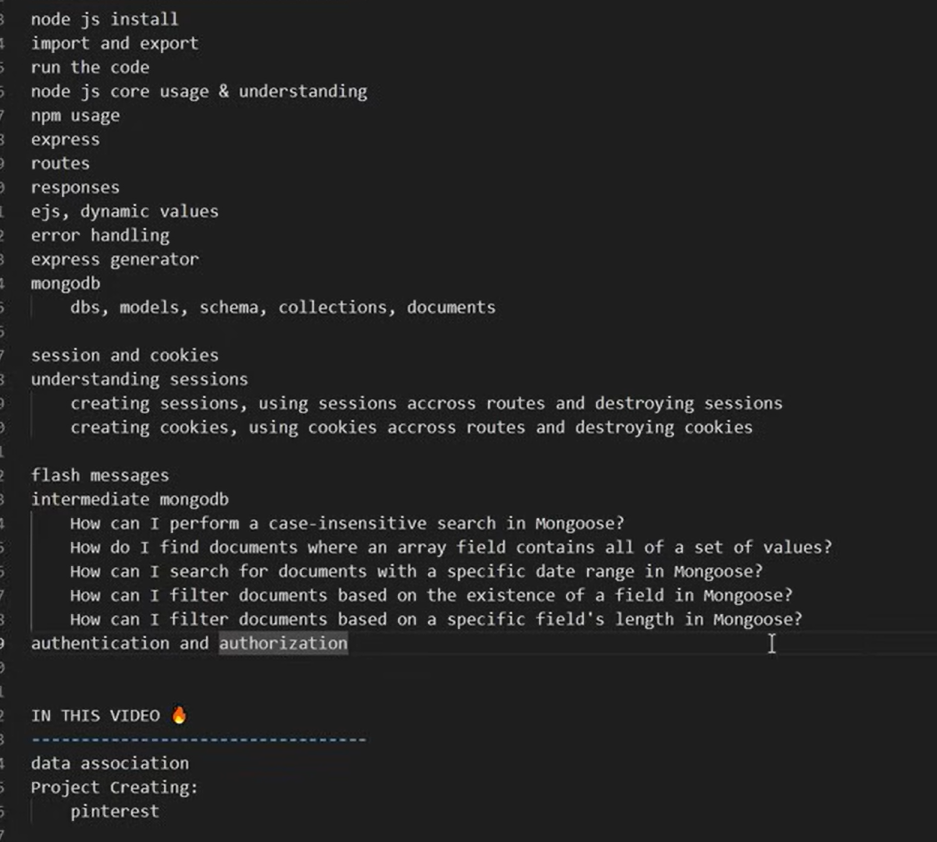 node js install
import and export
run the code
node js core usage & understanding
npm usage
express
routes
responses
ejs, dynamic values
error handling
express generator
mongodb
dbs, models, schema, collections, documents
session and cookies
understanding sessions
creating sessions, using sessions accross routes and destroying sessions
creating cookies, using cookies accross routes and destroying cookies
flash messages
intermediate mongodb
How can I perform a case-insensitive search in Mongoose?
How do I find documents where an array field contains all of a set of values?
How can I search for documents with a specific date range in Mongoose?
How can I filter documents based on the existence of a field in Mongoose?
How can I filter documents based on a specific field's length in Mongoose?
authentication and authorization
IN THIS VIDEO 🔥
----------------------------------
data association
Project Creating:
pinterest